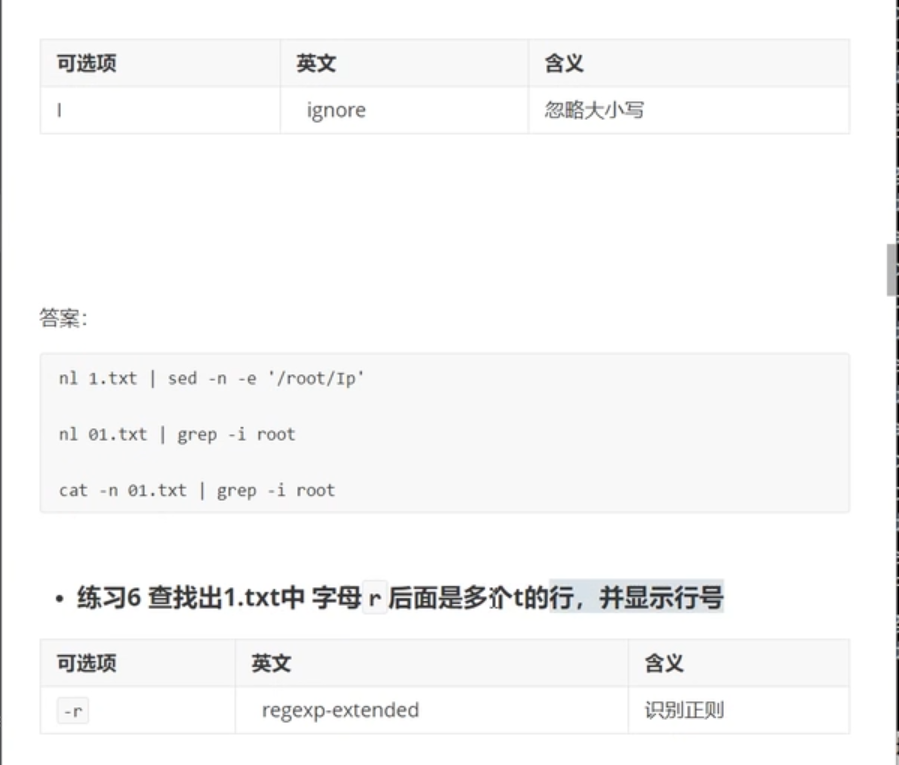 可选项 英文 含义
I ignore 忽略大小写
答案：
nl 1.txt | sed -n -e '/root/Ip'
nl 01.txt | grep -i root
cat -n 01.txt | grep -i root
• 练习6 查找出1.txt中 字母 r 后面是多个t的行，并显示行号
可选项 英文 含义
-r regexp-extended 识别正则